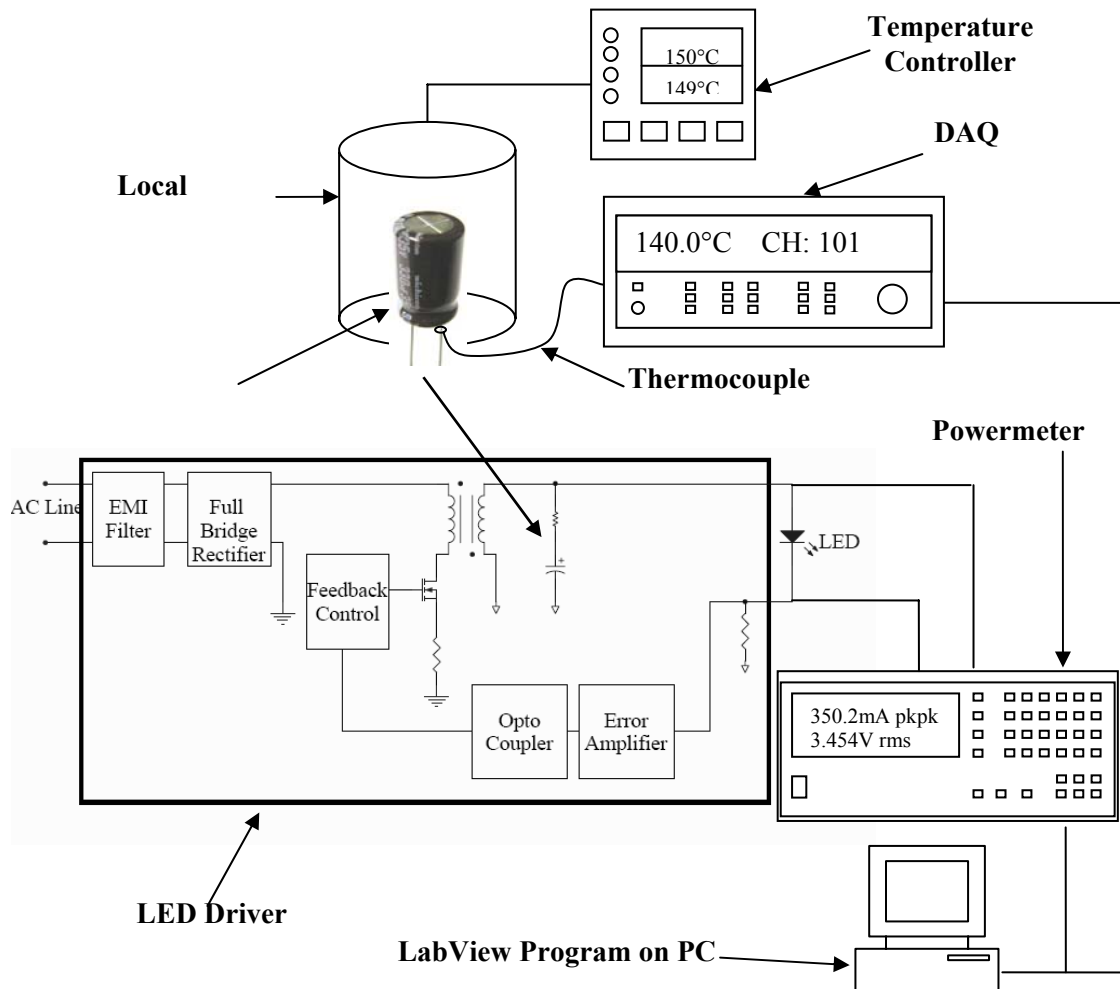 Temperature
Controller
150°C
149°C
DAQ
Local
140.0°C CH: 101
Thermocouple
Powermeter
AC Line
EMI
Filter
Full
Bridge
Rectifier
LED
Feedback
Control
+
Opto
Coupler
Error
Amplifier
350.2mA pkpk
3.454V rms
LED Driver
LabView Program on PC